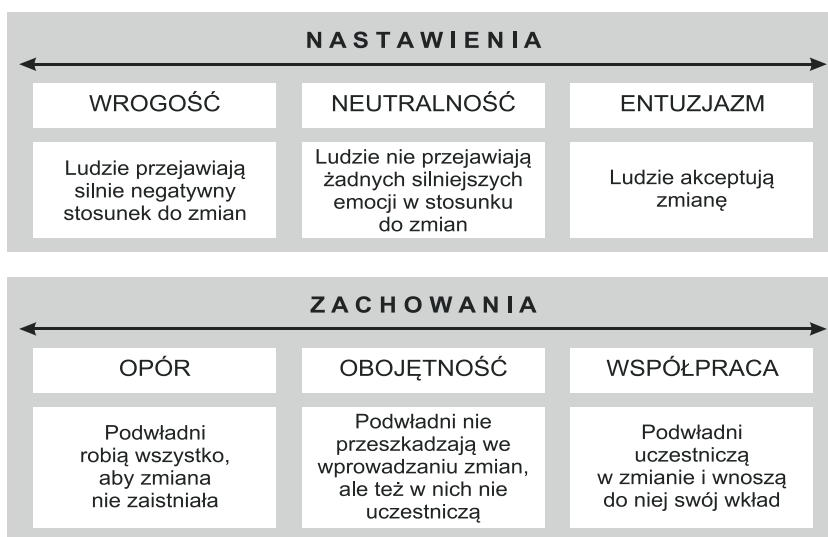 NASTAWIENIA
WROGOŚĆ
Ludzie przejawiają
silnie negatywny
stosunek do zmian
NEUTRALNOŚĆ
Ludzie nie przejawiają
żadnych silniejszych
emocji w stosunku
do zmian
ENTUZJAZM
Ludzie akceptują
zmianę
ZACHOWANIA
OPÓR
Podwładni
robią wszystko,
aby zmiana
nie zaistniała
OBOJĘTNOŚĆ
Podwładni nie
przeszkadzają we
wprowadzaniu zmian,
ale też w nich nie
uczestniczą
WSPÓŁPRACA
Podwładni
uczestniczą
w zmianie i wnoszą
do niej swój wkład